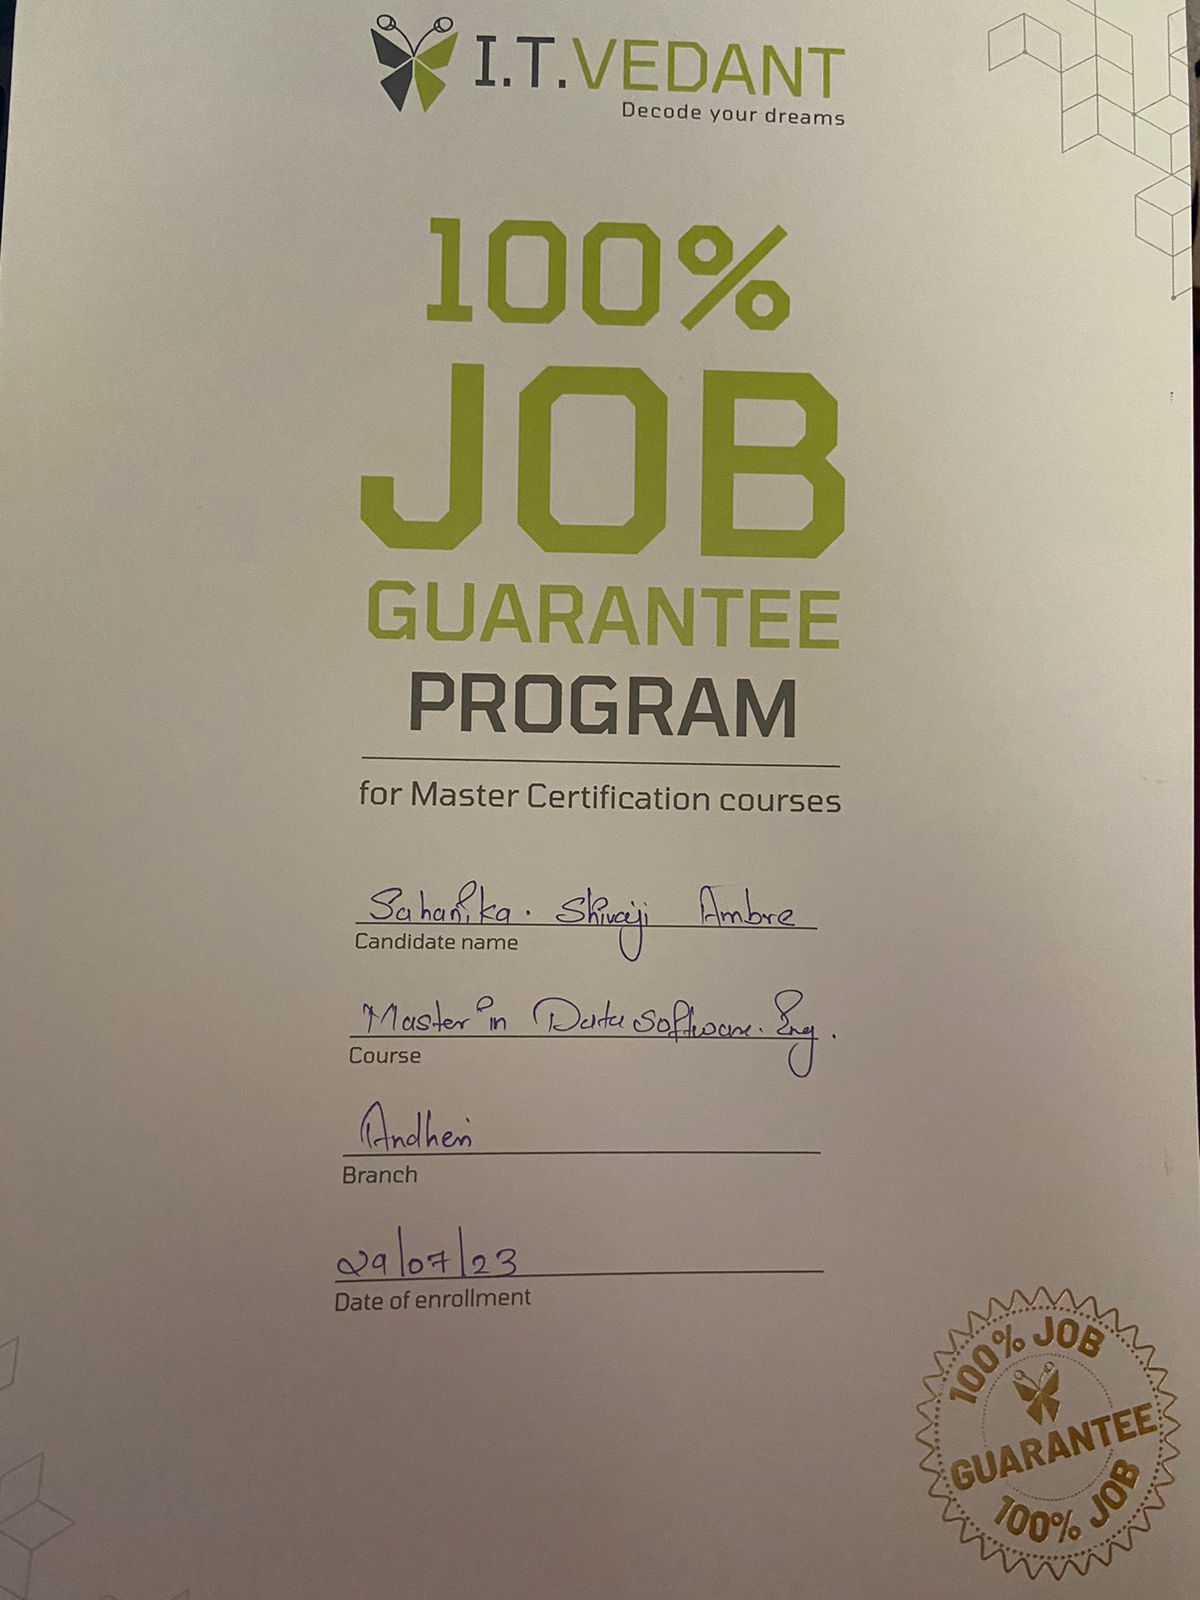 I.T.VEDANT
Decode your dreams
100%
JOB
GUARANTEE
PROGRAM
for Master Certification courses
Sahanika. Shivaji Ambre
Candidate name
Master in Data Software. Eng.
Course
Andheri
Branch
29/07/23
Date of enrollment
100% JOB
GUARANTEE
100% JOB